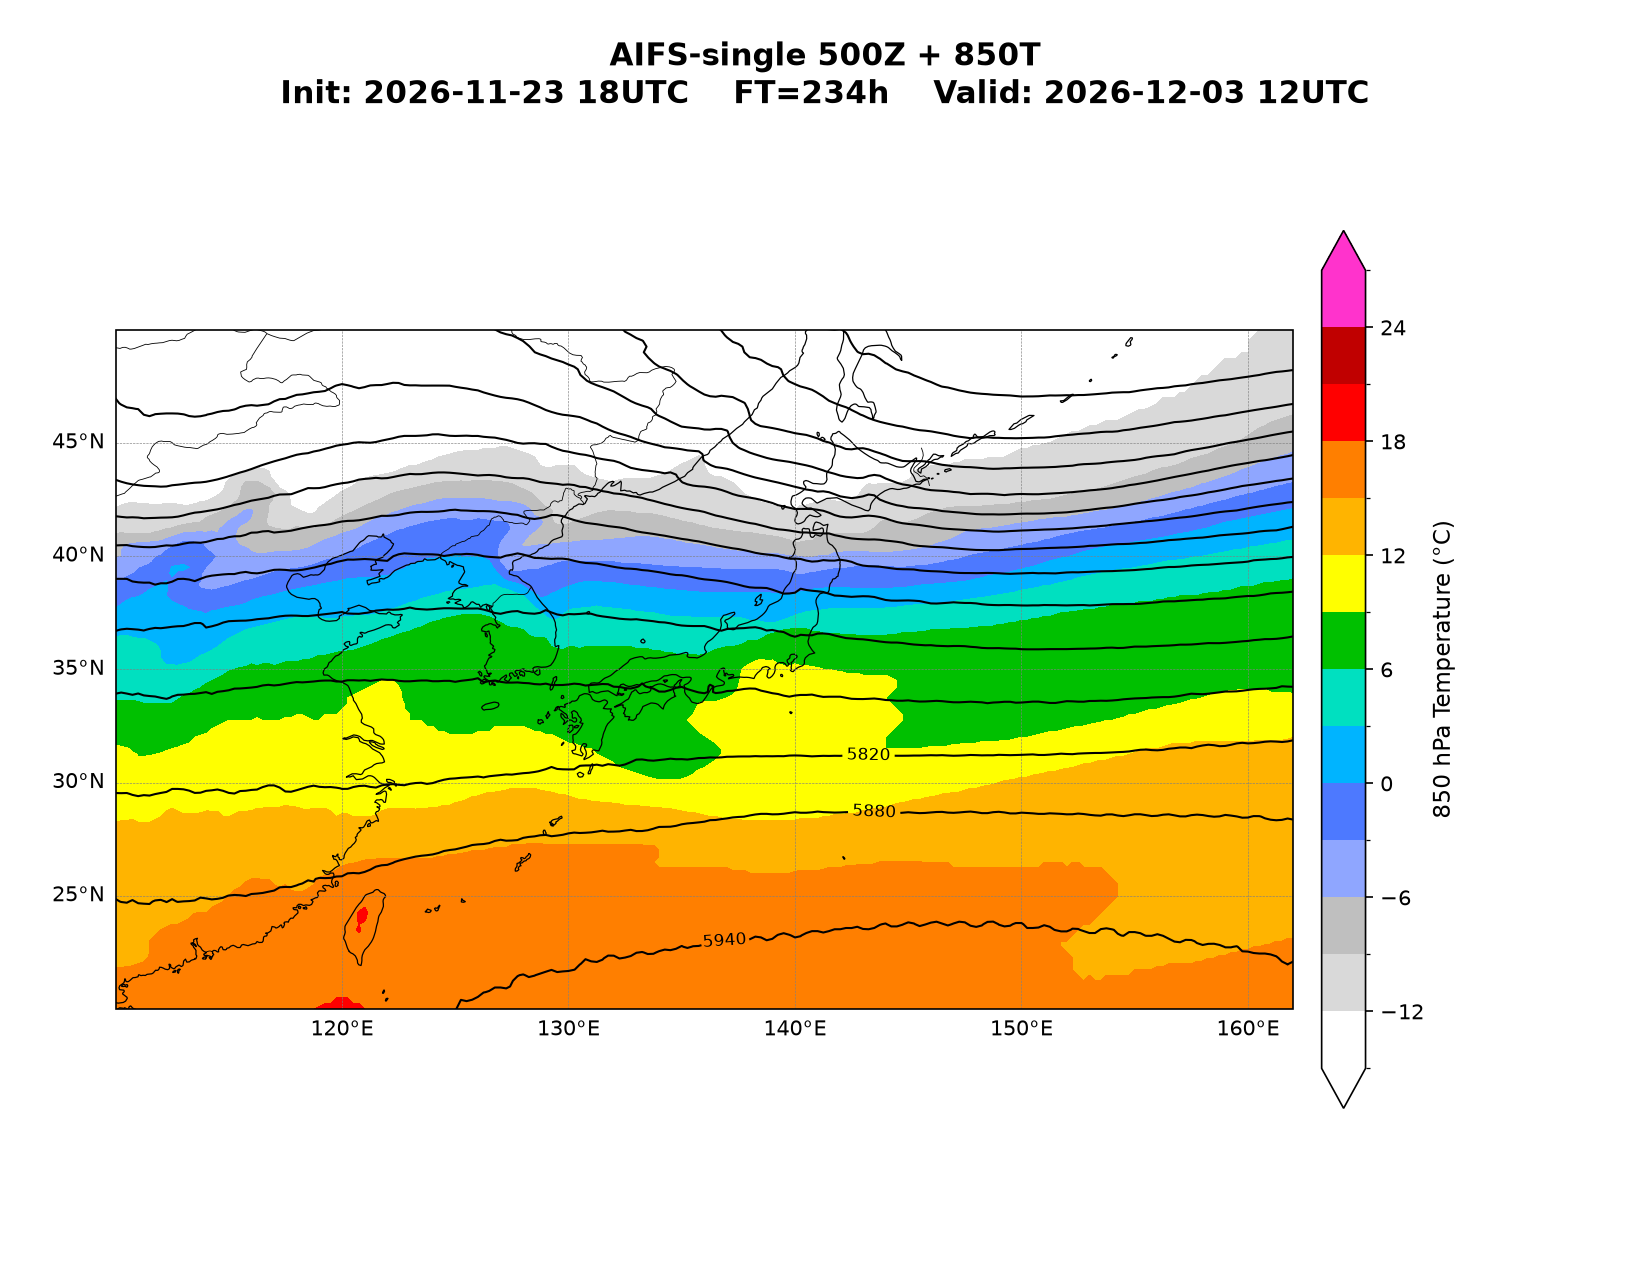 AIFS-single 500Z + 850T
Init: 2026-11-23 18UTC    FT=234h    Valid: 2026-12-03 12UTC
45°N
40°N
35°N
30°N
25°N
120°E
130°E
140°E
150°E
160°E
5820
5880
5940
24
18
12
6
0
−6
−12
850 hPa Temperature (°C)